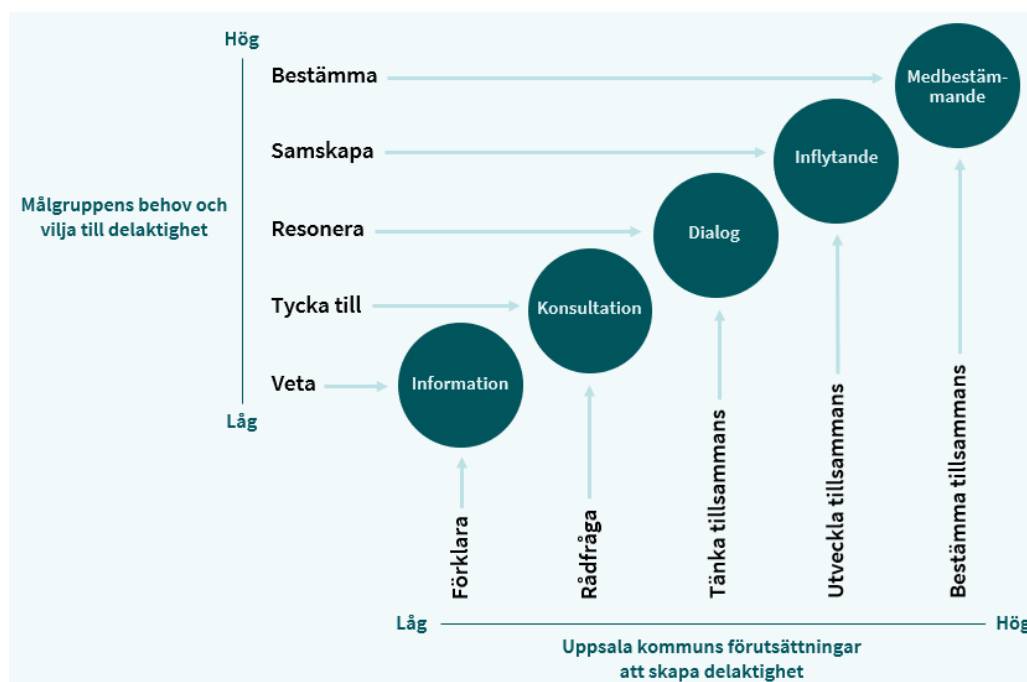 Hög
Bestämma
Medbestäm-
mande
Samskapa
Inflytande
Målgruppens behov och
vilja till delaktighet
Resonera
Dialog
Tycka till
Konsultation
Veta
Information
Låg
Förklara
Rådfråga
Tänka tillsammans
Utveckla tillsammans
Bestämma tillsammans
Låg
Hög
Uppsala kommuns förutsättningar
att skapa delaktighet